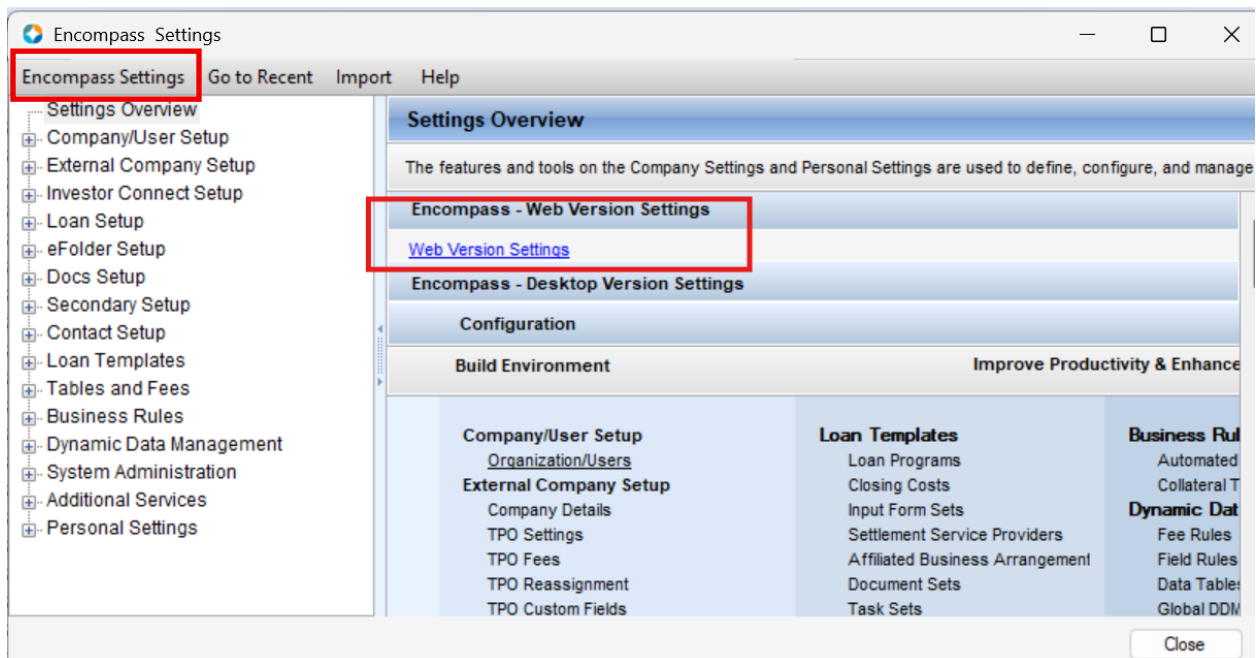 Encompass Settings
Encompass Settings Go to Recent Import Help
Settings Overview
Company/User Setup
External Company Setup
Investor Connect Setup
Loan Setup
eFolder Setup
Docs Setup
Secondary Setup
Contact Setup
Loan Templates
Tables and Fees
Business Rules
Dynamic Data Management
System Administration
Additional Services
Personal Settings
Settings Overview
The features and tools on the Company Settings and Personal Settings are used to define, configure, and manage
Encompass - Web Version Settings
Web Version Settings
Encompass - Desktop Version Settings
Configuration
Build Environment Improve Productivity & Enhance
Company/User Setup
Organization/Users
External Company Setup
Company Details
TPO Settings
TPO Fees
TPO Reassignment
TPO Custom Fields
Loan Templates
Loan Programs
Closing Costs
Input Form Sets
Settlement Service Providers
Affiliated Business Arrangement
Document Sets
Task Sets
Business Rul
Automated
Collateral T
Dynamic Dat
Fee Rules
Field Rules
Data Table
Global DDM
Close